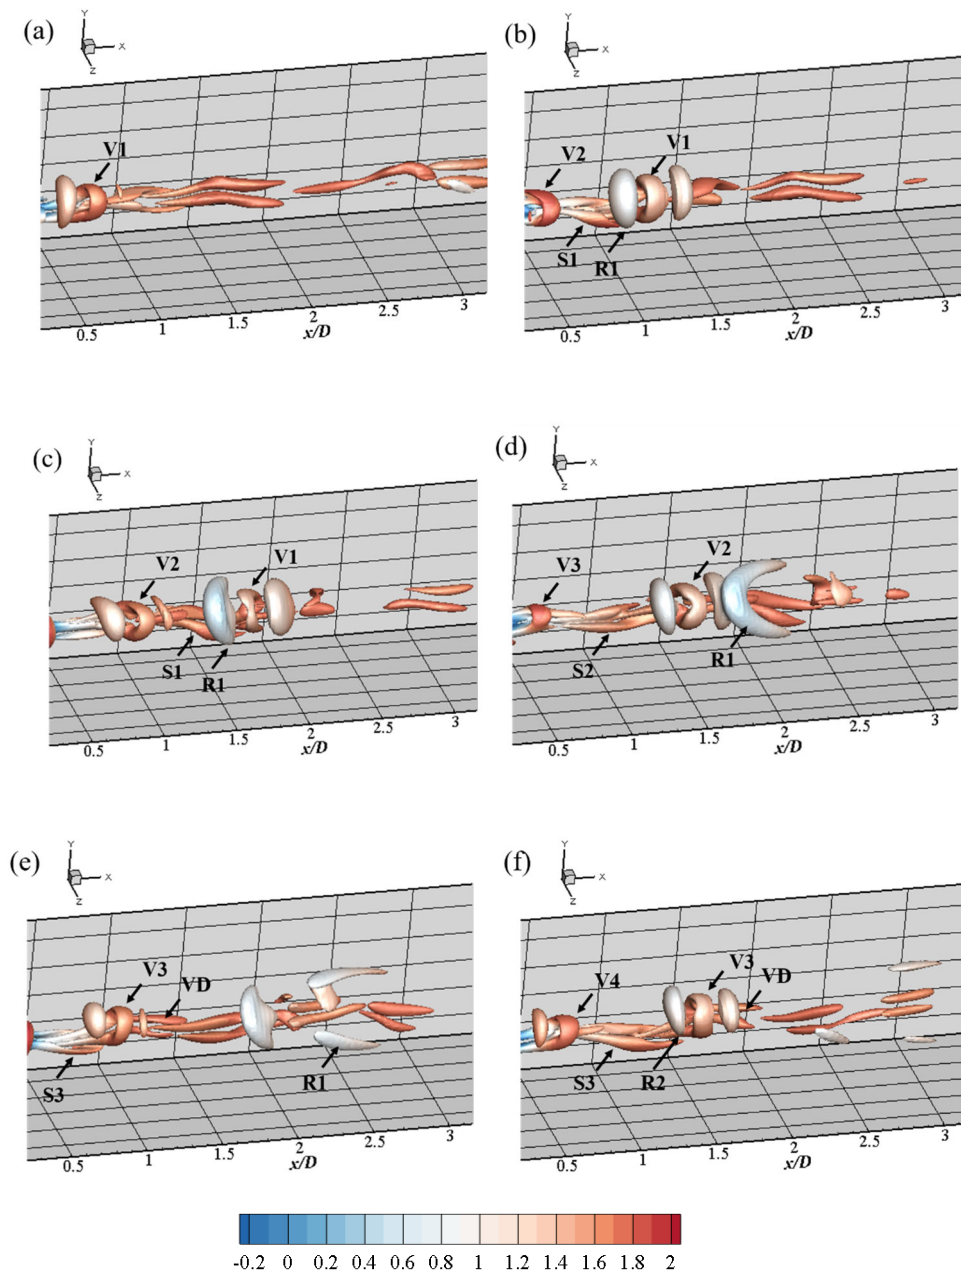 (a)
Y
X
Z
V1
0.5
1
1.5
2
2.5
3
x/D
(b)
Y
X
Z
V2
V1
S1
R1
0.5
1
1.5
2
2.5
3
x/D
(c)
Y
X
Z
V2
V1
S1
R1
0.5
1
1.5
2
2.5
3
x/D
(d)
Y
X
Z
V3
V2
S2
R1
0.5
1
1.5
2
2.5
3
x/D
(e)
Y
X
Z
V3
VD
S3
R1
0.5
1
1.5
2
2.5
3
x/D
(f)
Y
X
Z
V4
V3
VD
S3
R2
0.5
1
1.5
2
2.5
3
x/D
-0.2 0 0.2 0.4 0.6 0.8 1 1.2 1.4 1.6 1.8 2